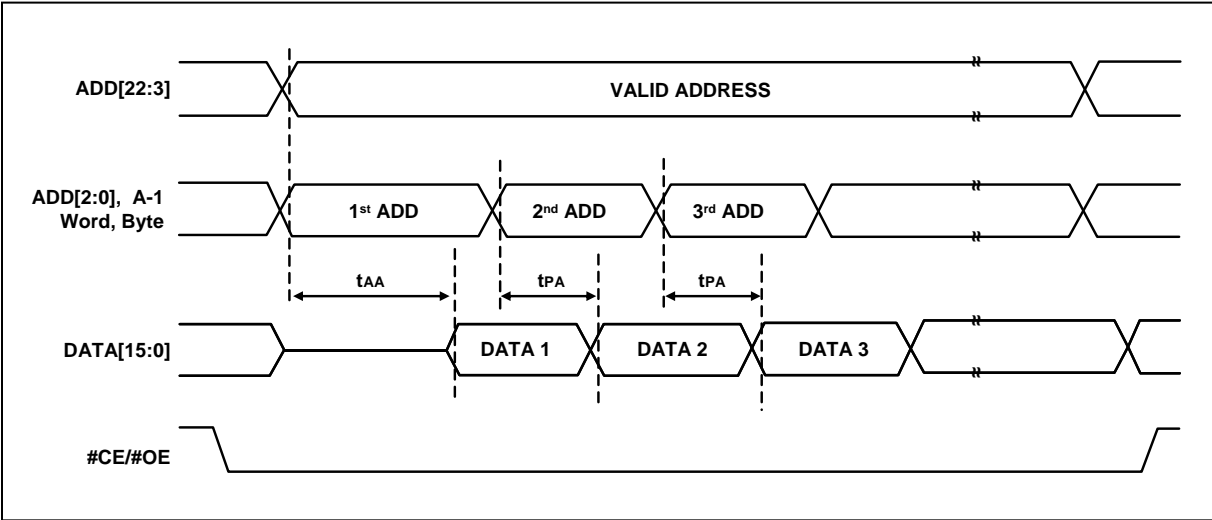 ADD[22:3]
VALID ADDRESS
ADD[2:0], A-1
Word, Byte
1st ADD
2nd ADD
3rd ADD
tAA
tPA
tPA
DATA[15:0]
DATA 1
DATA 2
DATA 3
#CE/#OE